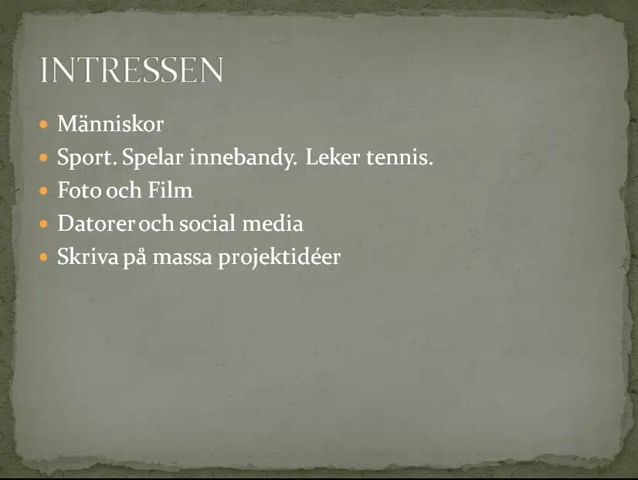 INTRESSEN
Människor
Sport. Spelar innebandy. Leker tennis.
Foto och Film
Datorer och social media
Skriva på massa projektidéer